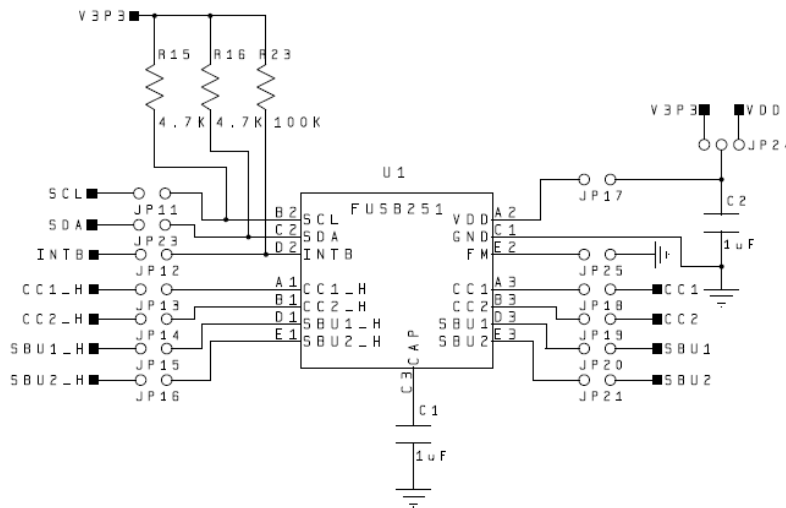 V3P3
R15 R16 R23
4.7K 4.7K 100K
V3P3 VDD
JP2
U1
FUSB251
SCL JP11 B2 SCL
SDA JP23 C2 SDA
INTB JP12 D2 INTB
CC1_H JP13 A1 CC1_H
CC2_H JP14 B1 CC2_H
SBU1_H JP15 D1 SBU1_H
SBU2_H JP16 E1 SBU2_H
VDD A2 JP17
GND C1
FM E2 JP25
CC1 A3 JP18 CC1
CC2 B3 JP19 CC2
SBU1 D3 JP20 SBU1
SBU2 E3 JP21 SBU2
C2
1uF
CAP
C3
C1
1uF